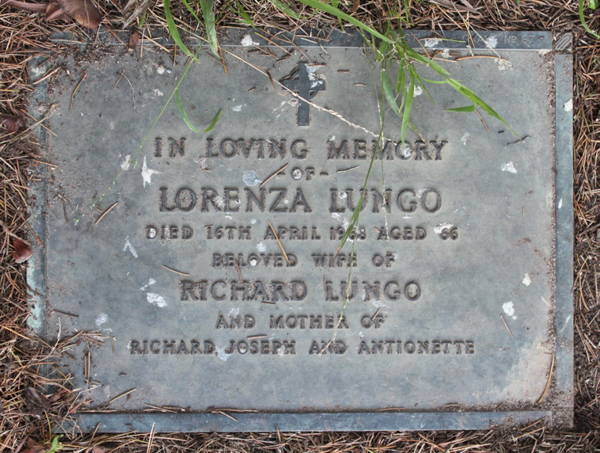 IN LOVING MEMORY
- OF -
LORENZA LUNGO
DIED 16TH APRIL AGED 66
BELOVED WIFE OF
RICHARD LUNGO
AND MOTHER OF
RICHARD JOSEPH AND ANTIONETTE